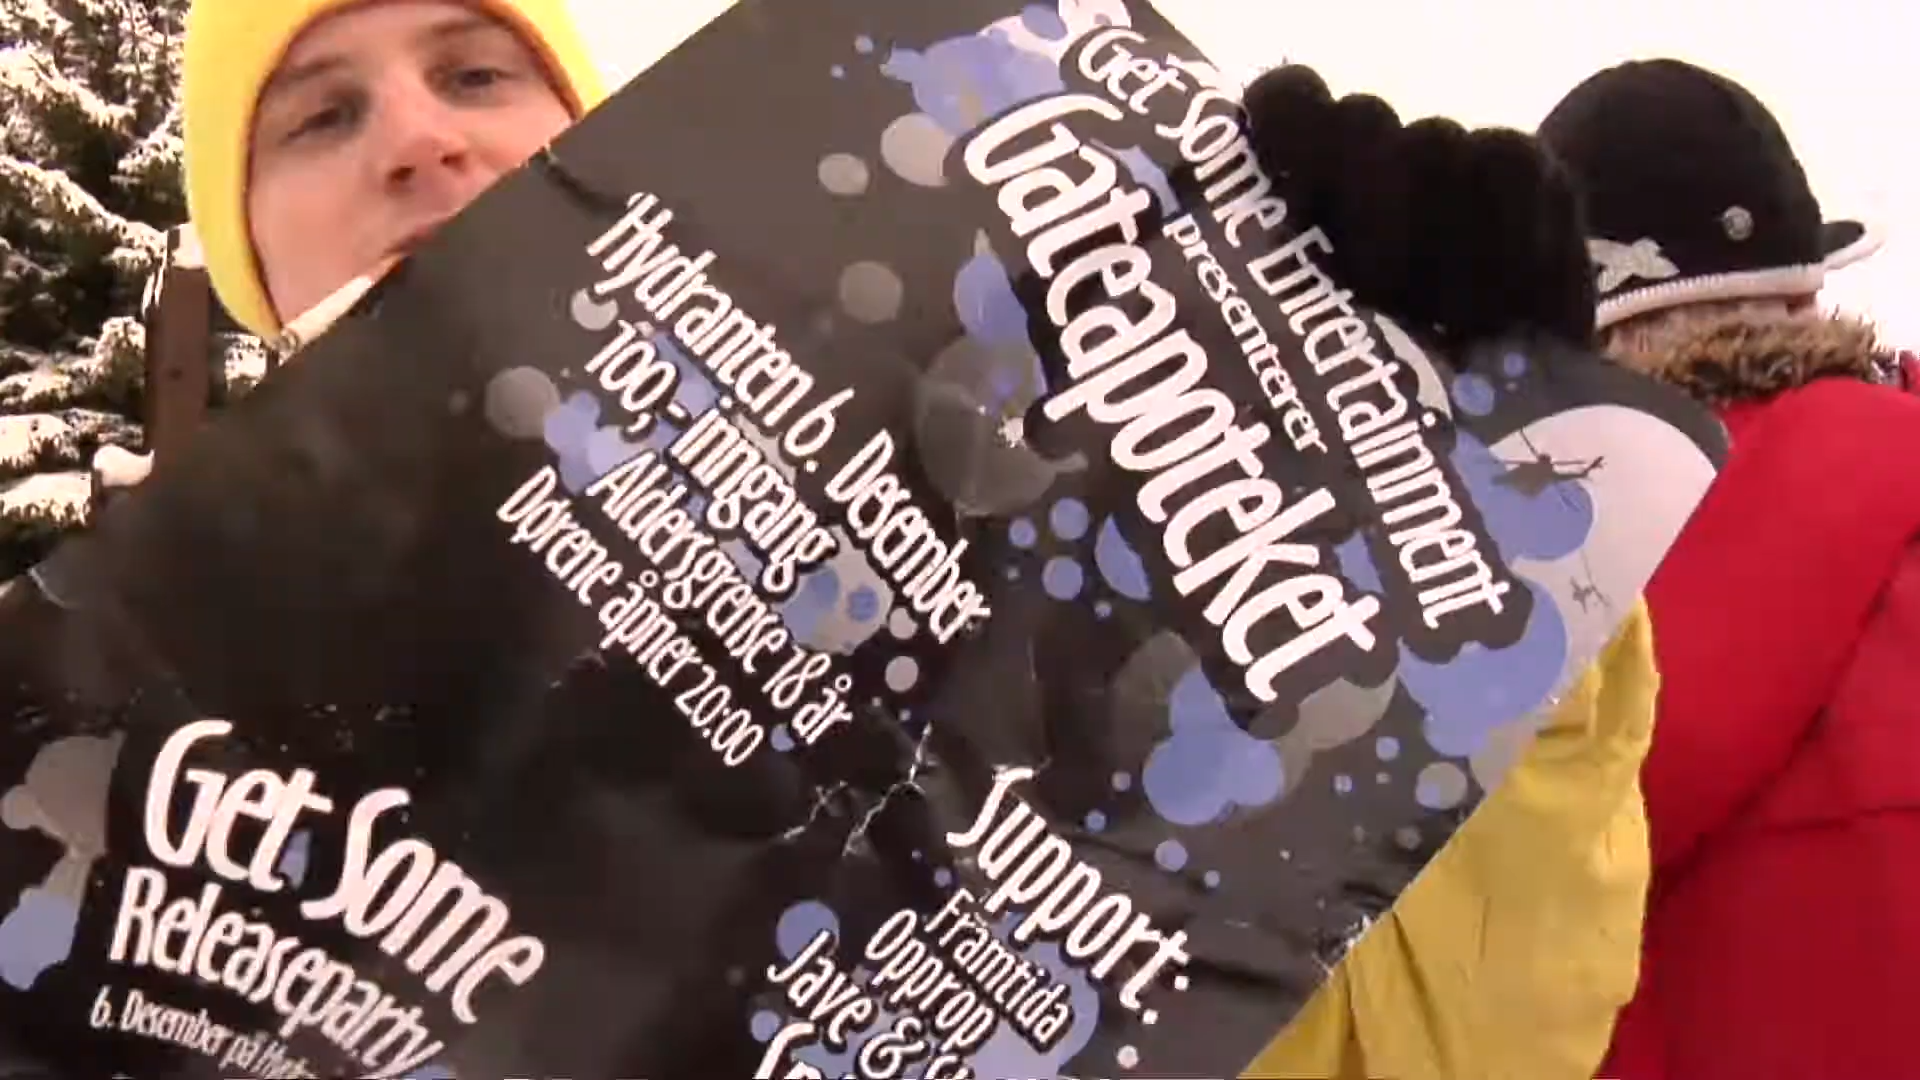 Get Some Entertainment
presenterer
Gateapoteket
Hydranten 6. Desember
100,- inngang
Aldersgrense 18 år
Dørene åpner 20:00
Support:
Framtida
Opprop
Jave &
Get Some
Releaseparty
6. Desember på